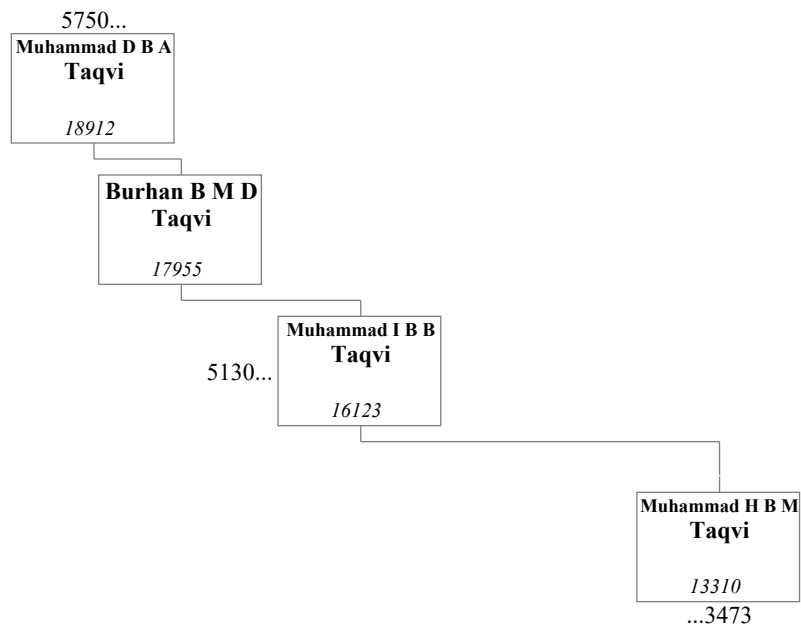 5750...
Muhammad D B A
Taqvi
18912
Burhan B M D
Taqvi
17955
Muhammad I B B
Taqvi
5130...
16123
Muhammad H B M
Taqvi
13310
...3473